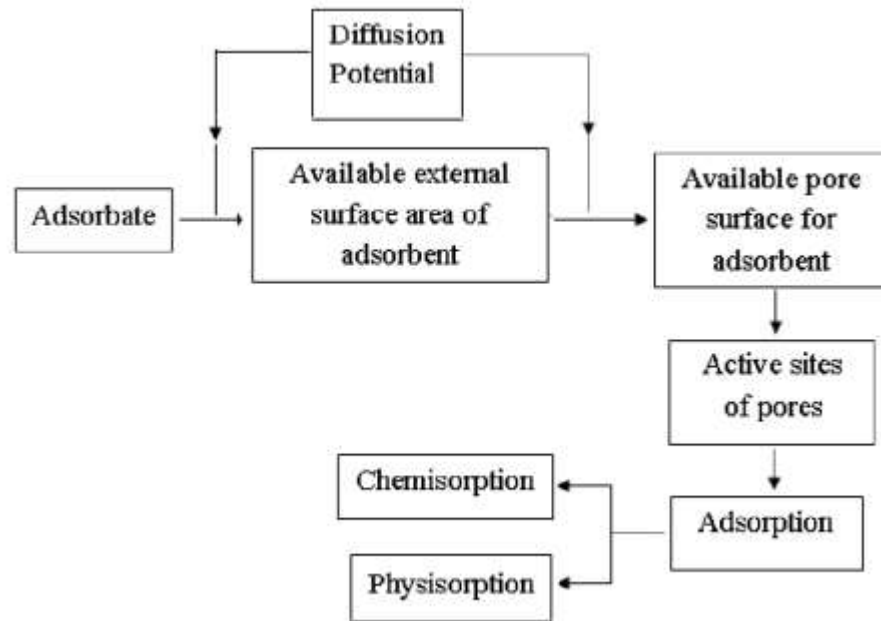 Diffusion
Potential
Adsorbate
Available external
surface area of
adsorbent
Available pore
surface for
adsorbent
Active sites
of pores
Chemisorption
Adsorption
Physisorption